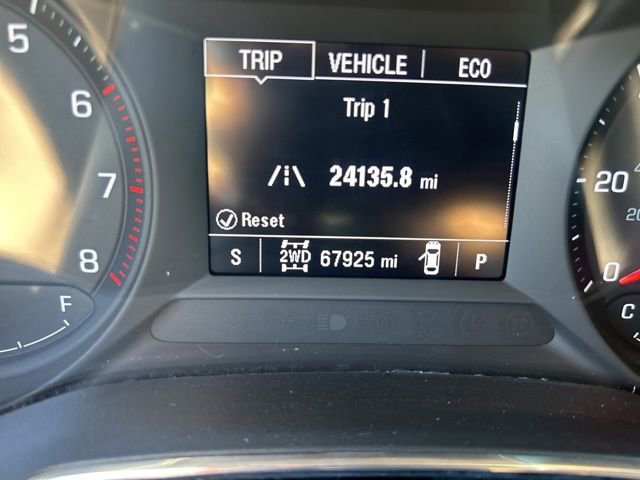 TRIP VEHICLE ECO
Trip 1
24135.8 mi
Reset
S 2WD 67925 mi P
5
6
7
8
F
20
0
C